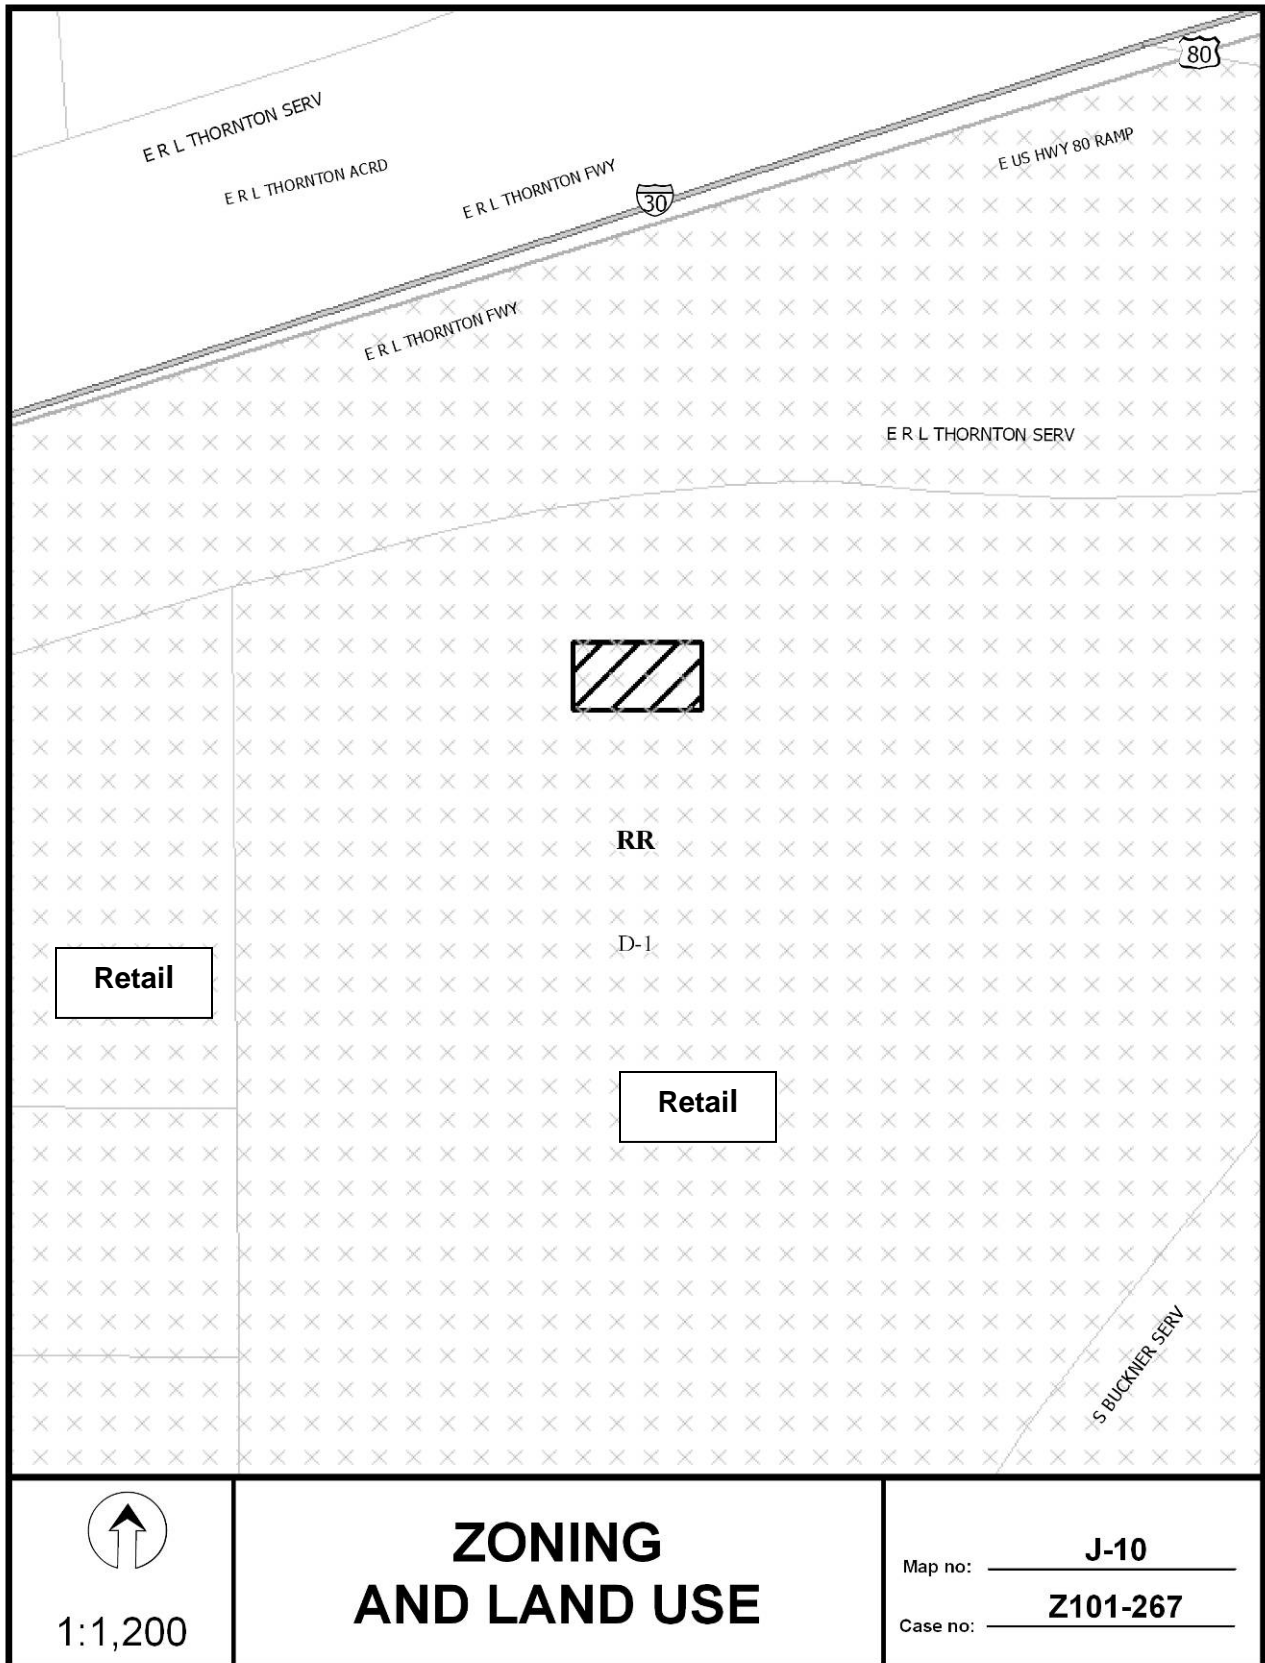 80
E R L THORNTON SERV
E US HWY 80 RAMP
E R L THORNTON ACRD
E R L THORNTON FWY
30
E R L THORNTON FWY
E R L THORNTON SERV
RR
D-1
Retail
Retail
S BUCKNER SERV
1:1,200
ZONING
AND LAND USE
Map no: J-10
Case no: Z101-267